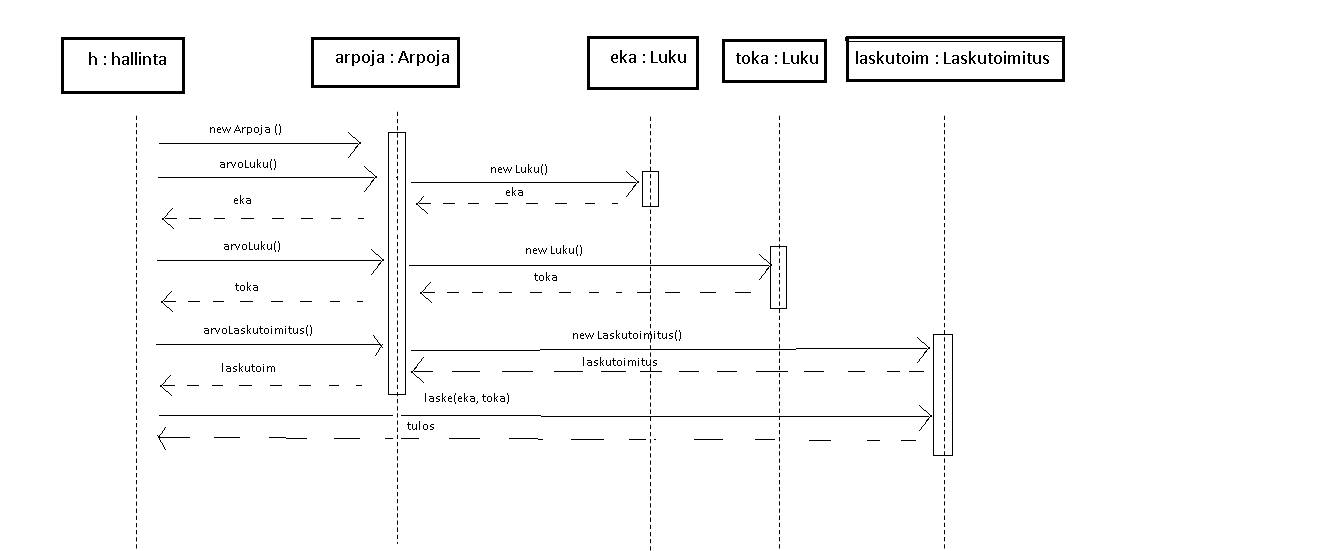 h : hallinta
arpoja : Arpoja
eka : Luku
toka : Luku
laskutoim : Laskutoimitus
new Arpoja ()
arvoLuku()
new Luku()
eka
eka
arvoLuku()
new Luku()
toka
toka
arvoLaskutoimitus()
new Laskutoimitus()
laskutoimitus
laskutoim
laske(eka, toka)
tulos